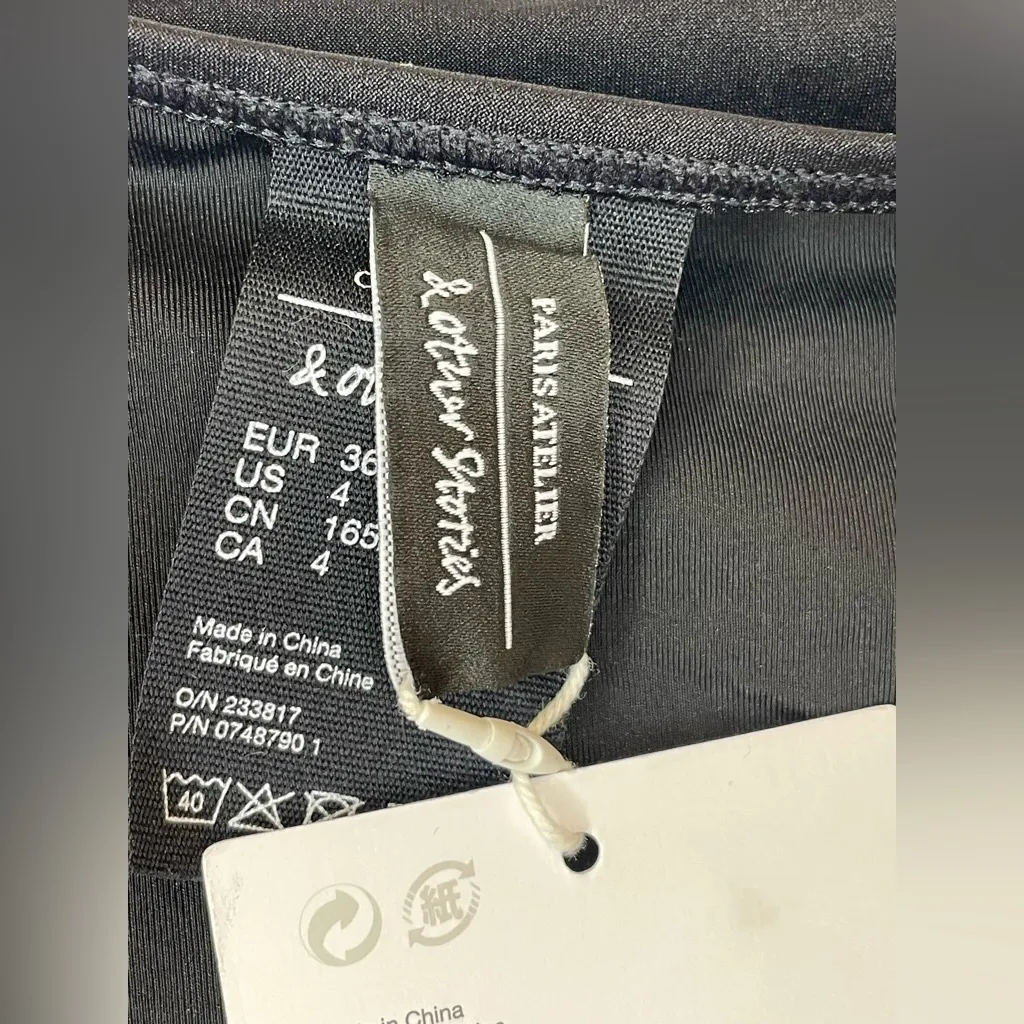 & Other Stories
PARIS ATELIER
EUR 36
US 4
CN 165
CA 4
Made in China
Fabriqué en Chine
O/N 233817
P/N 0748790 1
40
紙
in China